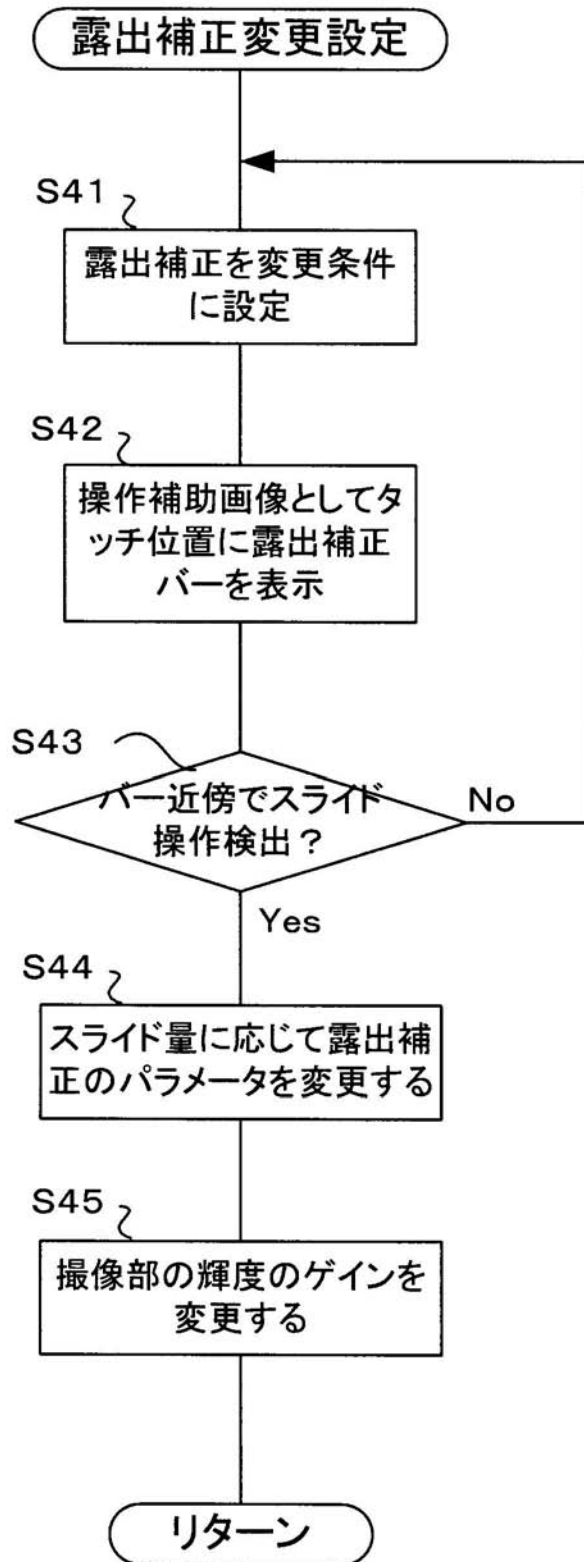 露出補正変更設定
S41
露出補正を変更条件
に設定
S42
操作補助画像としてタ
ッチ位置に露出補正
バーを表示
S43
バー近傍でスライド
操作検出？
No
Yes
S44
スライド量に応じて露出補
正のパラメータを変更する
S45
撮像部の輝度のゲインを
変更する
リターン